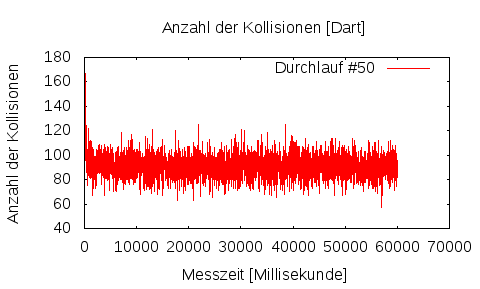 Anzahl der Kollisionen [Dart]
Durchlauf #50
Anzahl der Kollisionen
180
160
140
120
100
80
60
40
0 10000 20000 30000 40000 50000 60000 70000
Messzeit [Millisekunde]